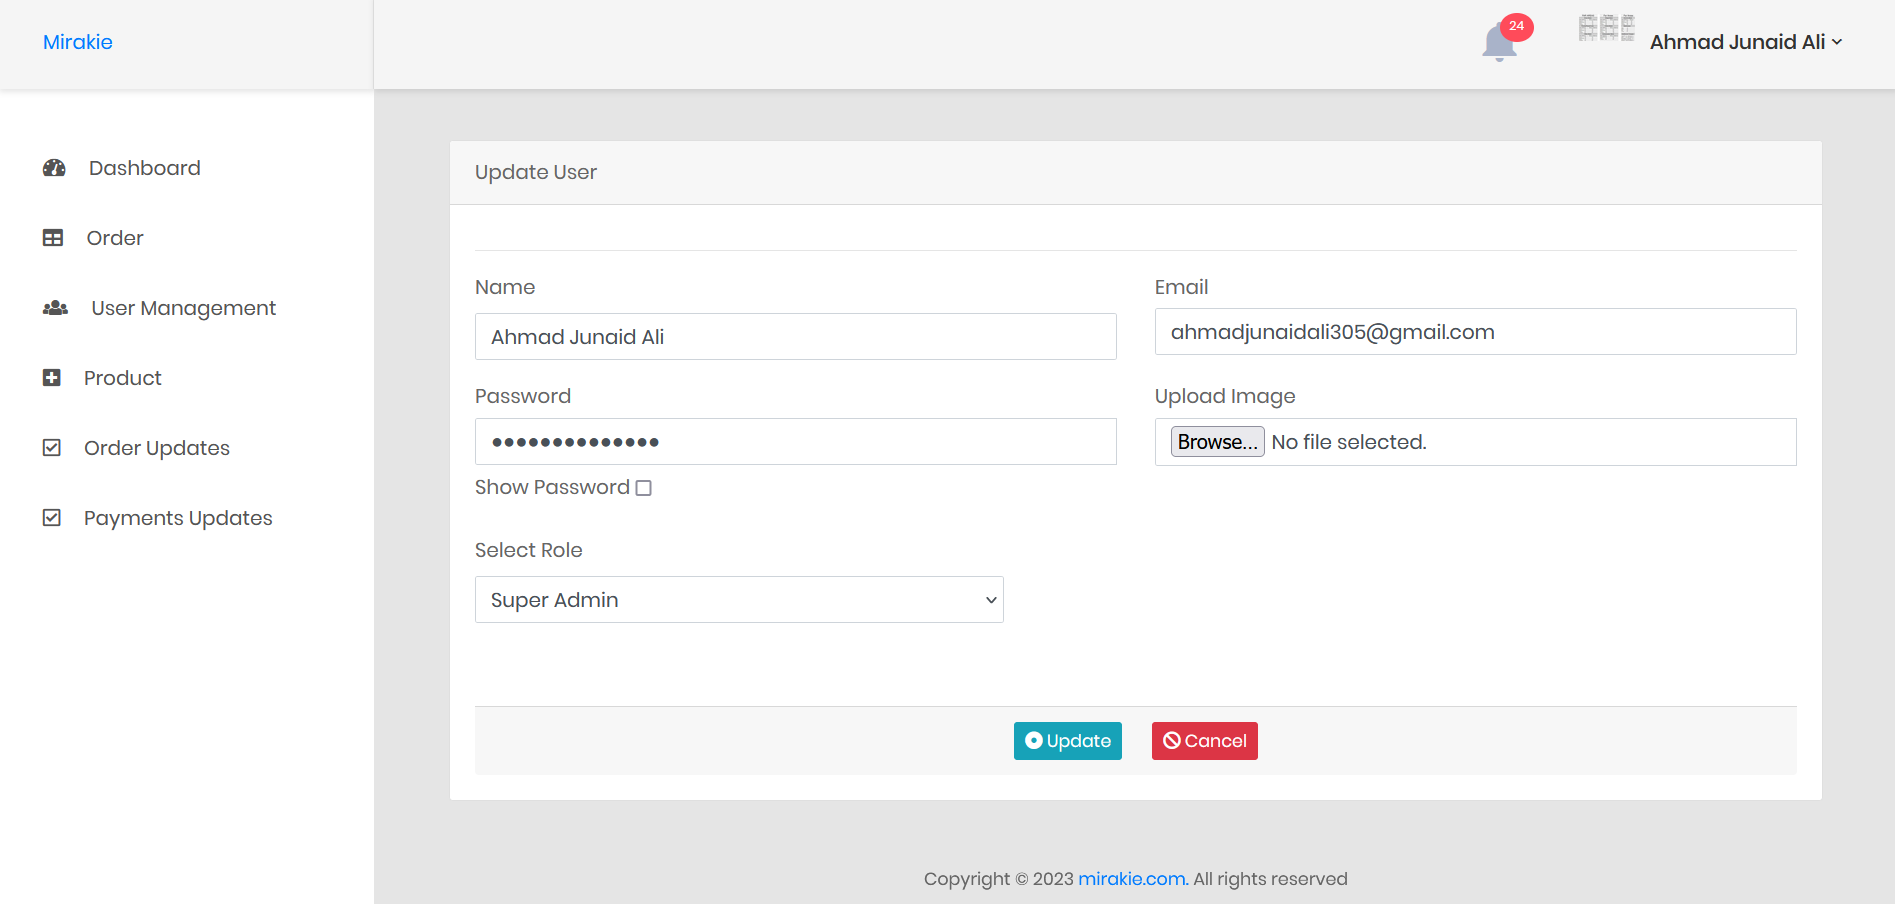 Mirakie
24
Ahmad Junaid Ali
Dashboard
Order
User Management
Product
Order Updates
Payments Updates
Update User
Name
Ahmad Junaid Ali
Email
ahmadjunaidali305@gmail.com
Password
●●●●●●●●●●●●●●
Show Password
Upload Image
Browse... No file selected.
Select Role
Super Admin
Update
Cancel
Copyright © 2023 mirakie.com. All rights reserved